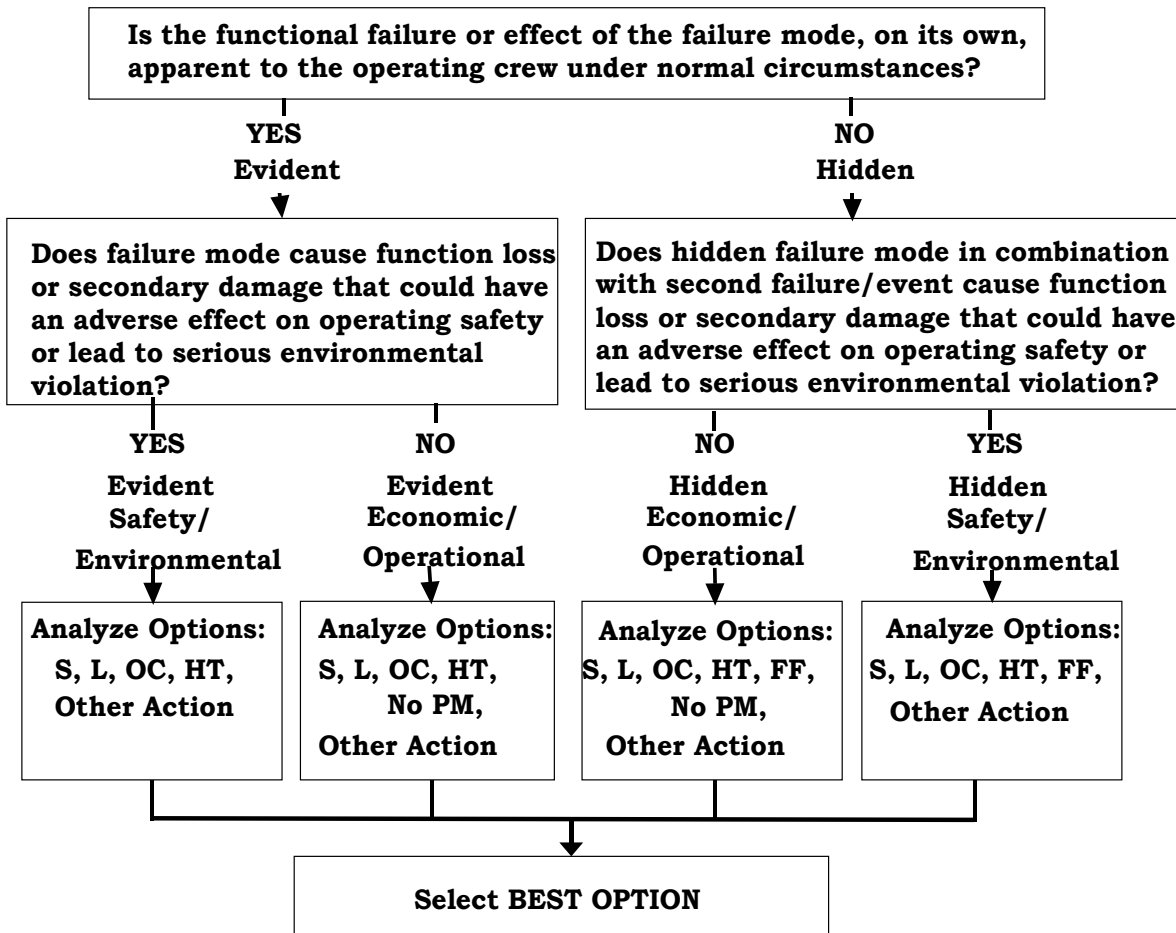 Is the functional failure or effect of the failure mode, on its own,
apparent to the operating crew under normal circumstances?
YES
Evident
NO
Hidden
Does failure mode cause function loss
or secondary damage that could have
an adverse effect on operating safety
or lead to serious environmental
violation?
Does hidden failure mode in combination
with second failure/event cause function
loss or secondary damage that could have
an adverse effect on operating safety or
lead to serious environmental violation?
YES
Evident
Safety/
Environmental
NO
Evident
Economic/
Operational
NO
Hidden
Economic/
Operational
YES
Hidden
Safety/
Environmental
Analyze Options:
S, L, OC, HT,
Other Action
Analyze Options:
S, L, OC, HT,
No PM,
Other Action
Analyze Options:
S, L, OC, HT, FF,
No PM,
Other Action
Analyze Options:
S, L, OC, HT, FF,
Other Action
Select BEST OPTION